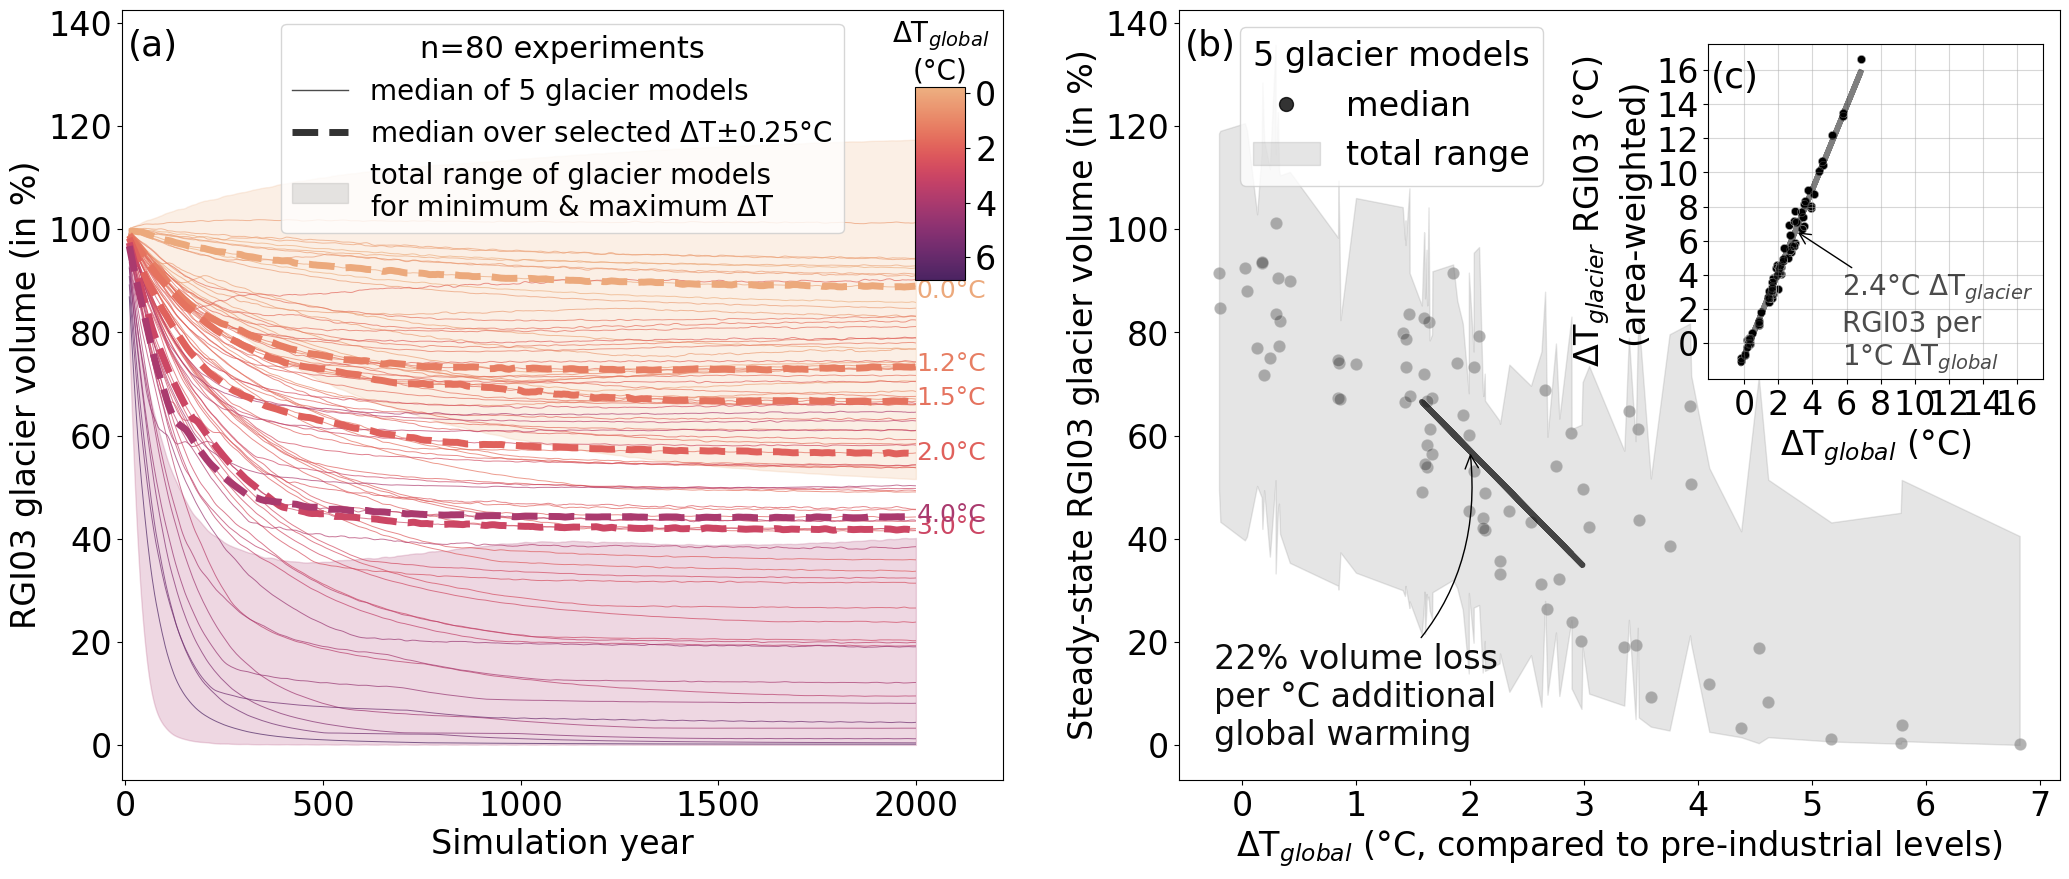 (a)
n=80 experiments
median of 5 glacier models
median over selected ΔT±0.25°C
total range of glacier models
for minimum & maximum ΔT
ΔT_global
(°C)
0
2
4
6
140
120
100
80
60
40
20
0
RGI03 glacier volume (in %)
0.0°C
1.2°C
1.5°C
2.0°C
4.0°C
3.0°C
0 500 1000 1500 2000
Simulation year
(b)
5 glacier models
median
total range
140
120
100
80
60
40
20
0
Steady-state RGI03 glacier volume (in %)
22% volume loss
per °C additional
global warming
0 1 2 3 4 5 6 7
ΔT_global (°C, compared to pre-industrial levels)
(c)
ΔT_glacier RGI03 (°C)
(area-weighted)
16
14
12
10
8
6
4
2
0
2.4°C ΔT_glacier
RGI03 per
1°C ΔT_global
0 2 4 6 8 10 12 14 16
ΔT_global (°C)